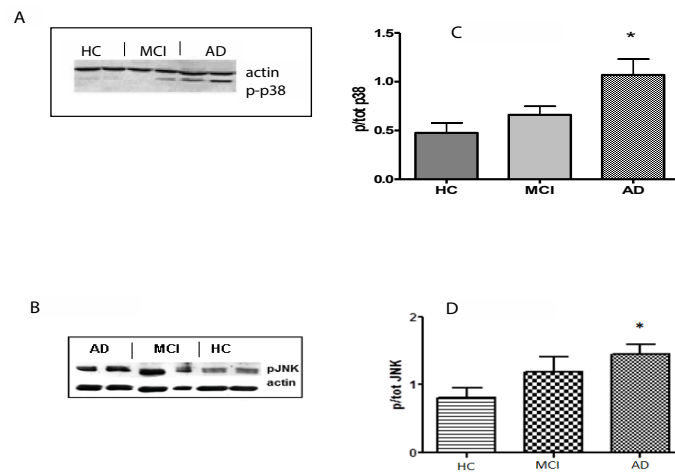 A
HC | MCI | AD
actin
p-p38
C
*
p/tot p38
1.5
1.0
0.5
0.0
HC MCI AD
B
AD | MCI | HC
pJNK
actin
D
*
p/tot JNK
2
1
0
HC MCI AD